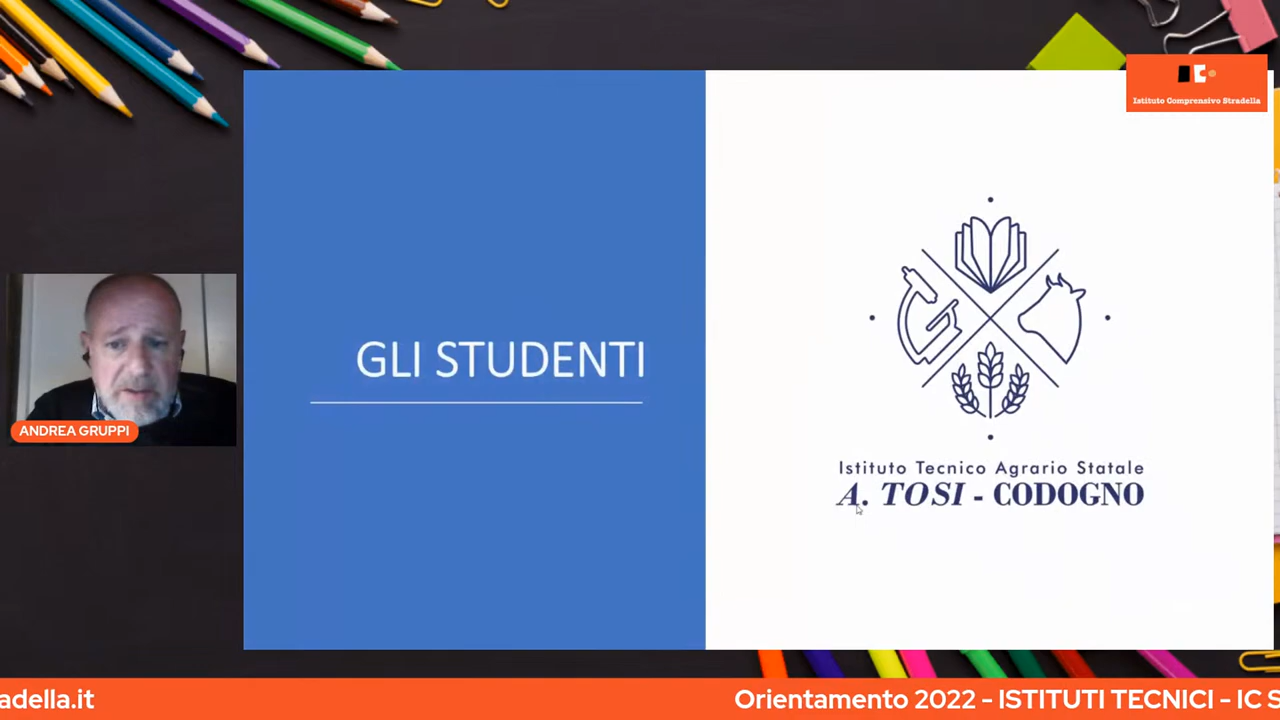 Istituto Comprensivo Stradella
GLI STUDENTI
Istituto Tecnico Agrario Statale
A. TOSI - CODOGNO
ANDREA GRUPPI
adella.it
Orientamento 2022 - ISTITUTI TECNICI - IC S